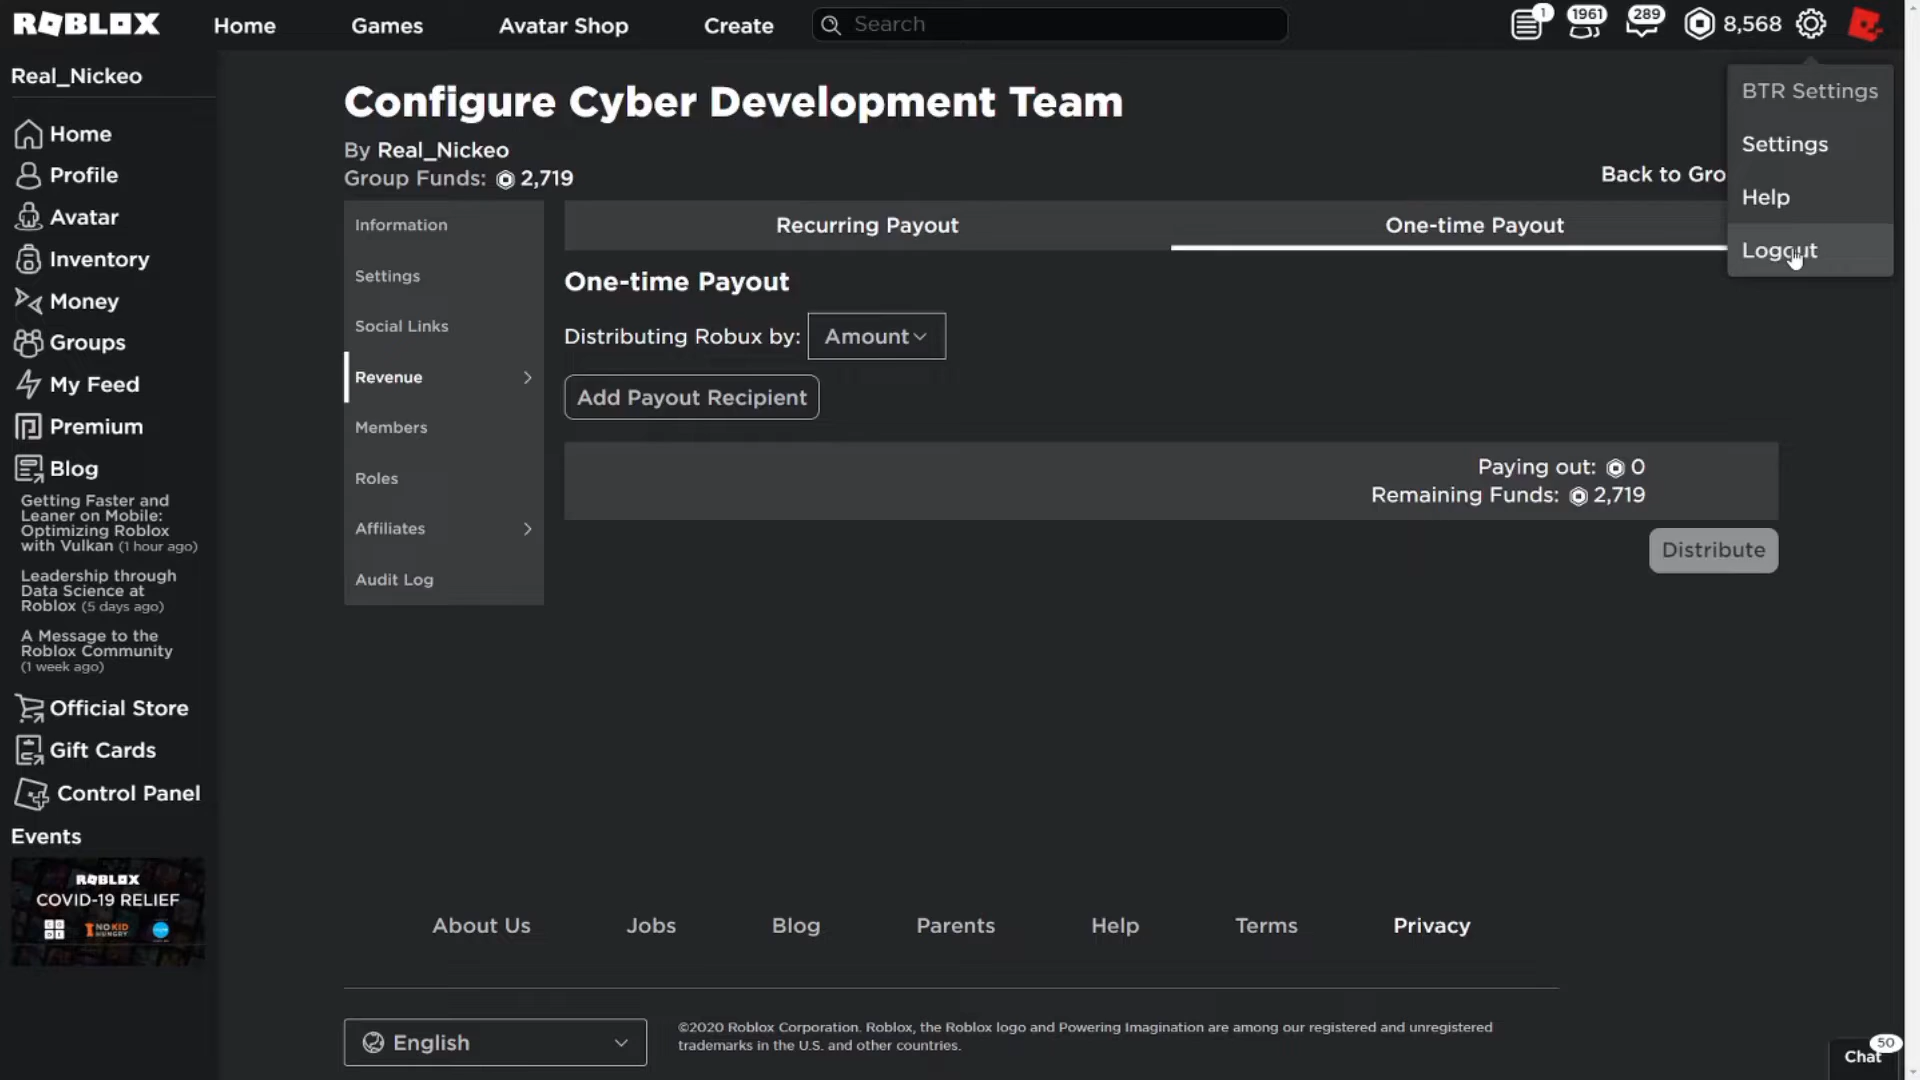 ROBLOX
Home
Games
Avatar Shop
Create
Search
1
1961
289
8,568
Real_Nickeo
Home
Profile
Avatar
Inventory
Money
Groups
My Feed
Premium
Blog
Getting Faster and
Leaner on Mobile:
Optimizing Roblox
with Vulkan (1 hour ago)
Leadership through
Data Science at
Roblox (5 days ago)
A Message to the
Roblox Community
(1 week ago)
Official Store
Gift Cards
Control Panel
Events
ROBLOX
COVID-19 RELIEF
NO KID
HUNGRY
Configure Cyber Development Team
By Real_Nickeo
Group Funds: 2,719
Back to Gro
BTR Settings
Settings
Help
Logout
Information
Settings
Social Links
Revenue
Members
Roles
Affiliates
Audit Log
Recurring Payout
One-time Payout
One-time Payout
Distributing Robux by: Amount
Add Payout Recipient
Paying out: 0
Remaining Funds: 2,719
Distribute
About Us
Jobs
Blog
Parents
Help
Terms
Privacy
English
©2020 Roblox Corporation. Roblox, the Roblox logo and Powering Imagination are among our registered and unregistered
trademarks in the U.S. and other countries.
Chat
50